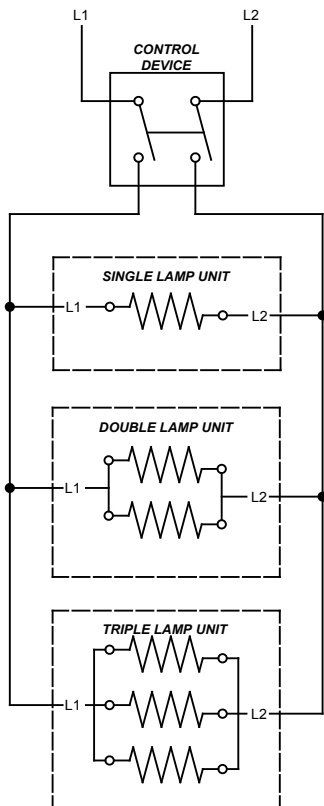 L1 L2
CONTROL
DEVICE
SINGLE LAMP UNIT
L1 L2
DOUBLE LAMP UNIT
L1 L2
TRIPLE LAMP UNIT
L1 L2